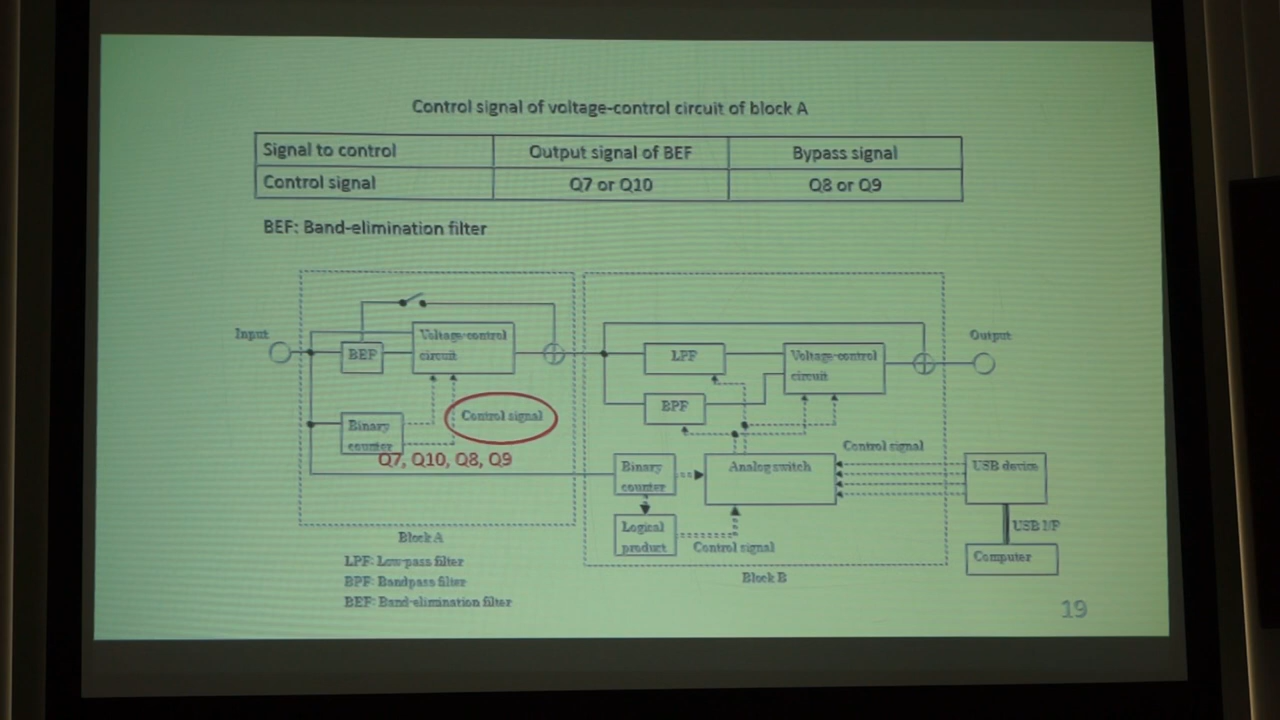 Control signal of voltage-control circuit of block A
Signal to control Output signal of BEF Bypass signal
Control signal Q7 or Q10 Q8 or Q9
BEF: Band-elimination filter
Input
BEF
Voltage-control
circuit
Binary
counter
Control signal
Q7, Q10, Q8, Q9
Block A
LPF
BPF
Voltage-control
circuit
Output
Binary
counter
Analog switch
Control signal
USB device
Logical
product
Control signal
USB I/F
Computer
Block B
LPF: Low-pass filter
BPF: Bandpass filter
BEF: Band-elimination filter
19